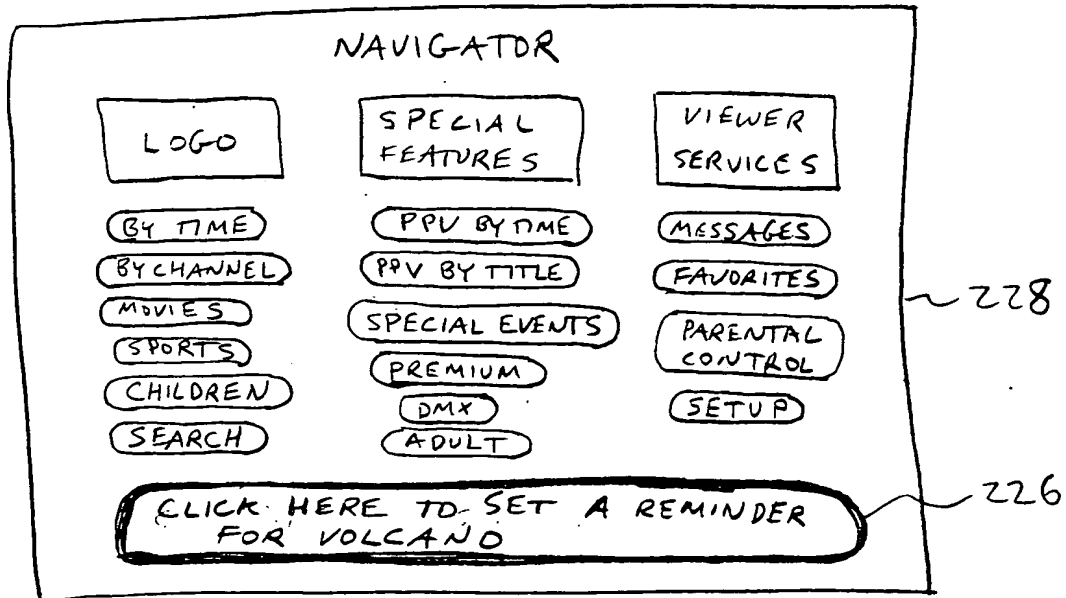 NAVIGATOR
LOGO
SPECIAL
FEATURES
VIEWER
SERVICES
BY TIME
BY CHANNEL
MOVIES
SPORTS
CHILDREN
SEARCH
PPV BY TIME
PPV BY TITLE
SPECIAL EVENTS
PREMIUM
DMX
ADULT
MESSAGES
FAVORITES
PARENTAL
CONTROL
SETUP
228
CLICK HERE TO SET A REMINDER
FOR VOLCANO
226